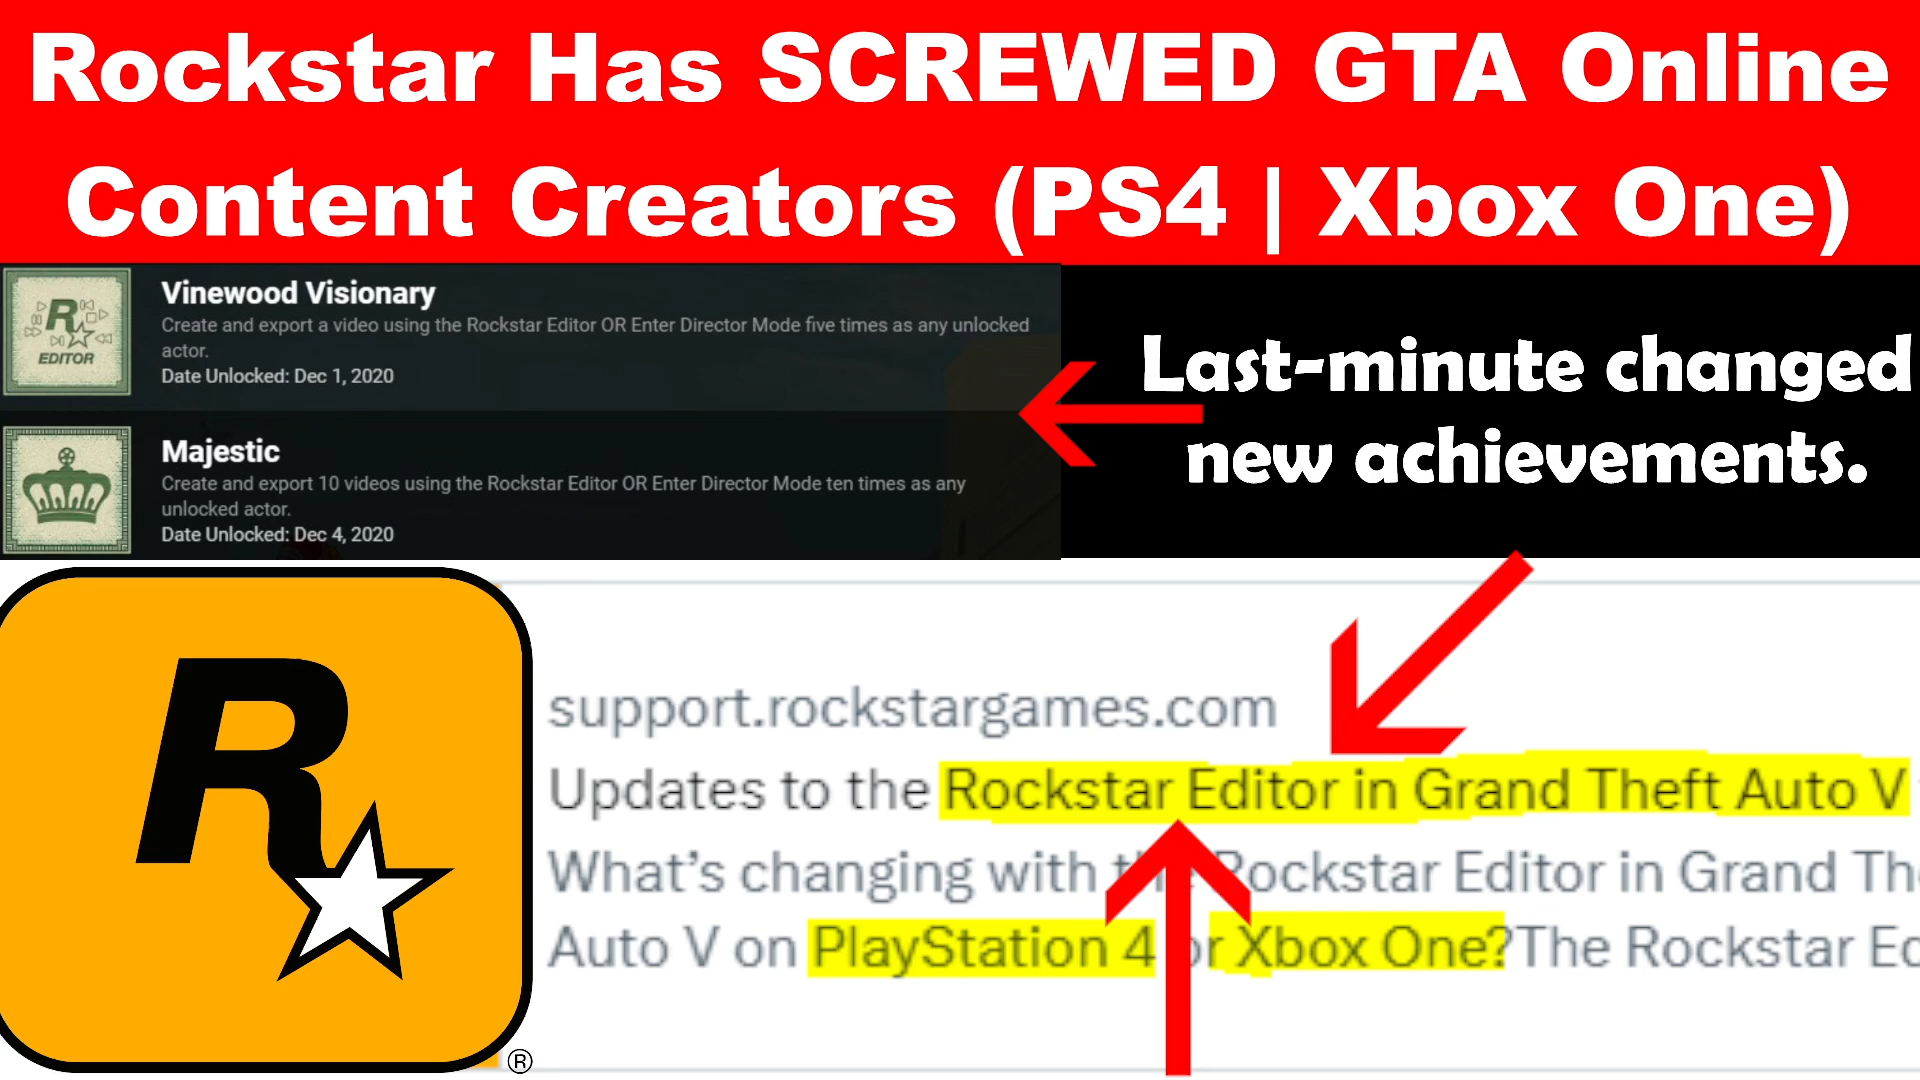 Rockstar Has SCREWED GTA Online
Content Creators (PS4 | Xbox One)
R
EDITOR
Vinewood Visionary
Create and export a video using the Rockstar Editor OR Enter Director Mode five times as any unlocked
actor.
Date Unlocked: Dec 1, 2020
Majestic
Create and export 10 videos using the Rockstar Editor OR Enter Director Mode ten times as any
unlocked actor.
Date Unlocked: Dec 4, 2020
Last-minute changed
new achievements.
R
®
support.rockstargames.com
Updates to the Rockstar Editor in Grand Theft Auto V
What's changing with the Rockstar Editor in Grand Th
Auto V on PlayStation 4 or Xbox One?The Rockstar Ed